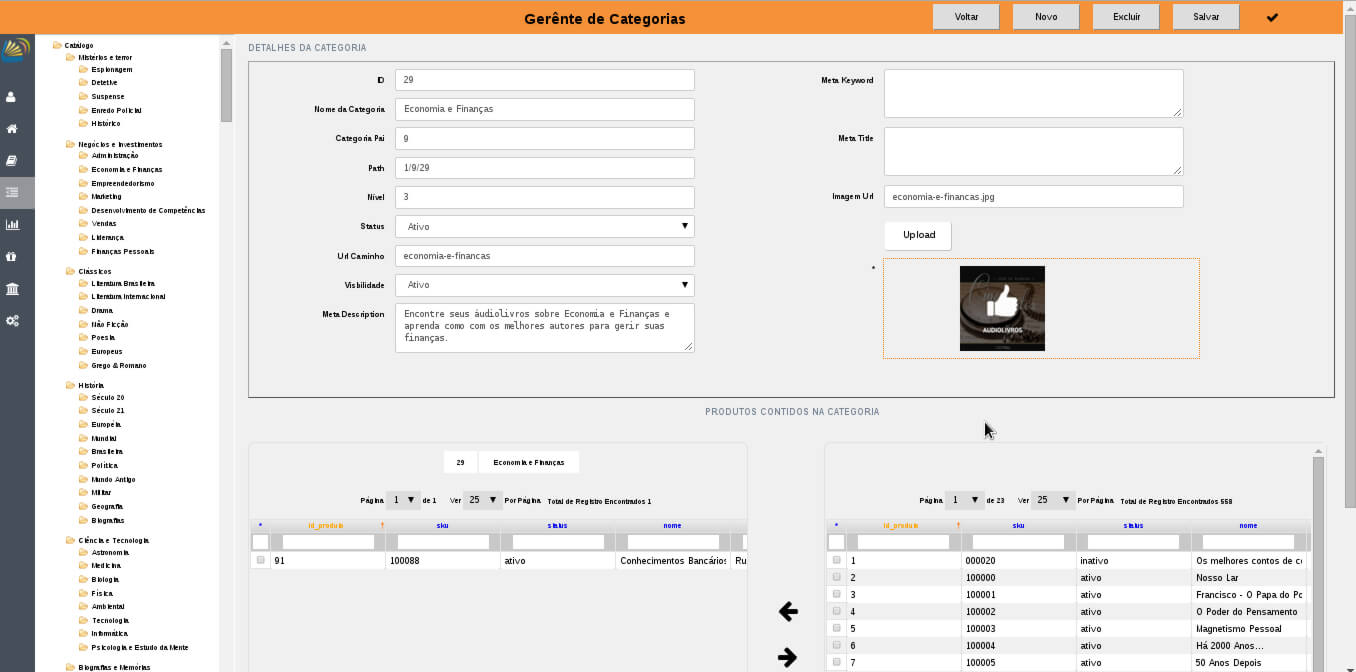 Gerênte de Categorias
Voltar
Novo
Excluir
Salvar
Catálogo
Mistérios e terror
Espionagem
Detetive
Suspense
Enredo Policial
Histórico
Negócios e Investimentos
Administração
Economia e Finanças
Empreendedorismo
Marketing
Desenvolvimento de Competências
Vendas
Liderança
Finanças Pessoais
Clássicos
Literatura Brasileira
Literatura Internacional
Drama
Não Ficção
Poesia
Europeus
Grego & Romano
História
Século 20
Século 21
Européia
Mundial
Brasileira
Política
Mundo Antigo
Militar
Geografia
Biografias
Ciência e Tecnologia
Astronomia
Medicina
Biologia
Física
Ambiental
Tecnologia
Informática
Psicologia e Estudo da Mente
Biografias e Memórias
DETALHES DA CATEGORIA
ID 29
Nome da Categoria Economia e Finanças
Categoria Pai 9
Path 1/9/29
Nível 3
Status Ativo
Url Caminho economia-e-financas
Visbilidade Ativo
Meta Description Encontre seus áudiolivros sobre Economia e Finanças e
aprenda como com os melhores autores para gerir suas
finanças.
Meta Keyword
Meta Title
Imagem Url economia-e-financas.jpg
Upload
AUDIOLIVROS
PRODUTOS CONTIDOS NA CATEGORIA
29 Economia e Finanças
Página 1 de 1 Ver 25 Por Página Total de Registro Encontrados 1
* id_produto ↑ sku status nome
91 100088 ativo Conhecimentos Bancários Ru
Página 1 de 23 Ver 25 Por Página Total de Registro Encontrados 558
* id_produto ↑ sku status nome
1 000020 inativo Os melhores contos de co
2 100000 ativo Nosso Lar
3 100001 ativo Francisco - O Papa do Po
4 100002 ativo O Poder do Pensamento
5 100003 ativo Magnetismo Pessoal
6 100004 ativo Há 2000 Anos...
7 100005 ativo 50 Anos Depois